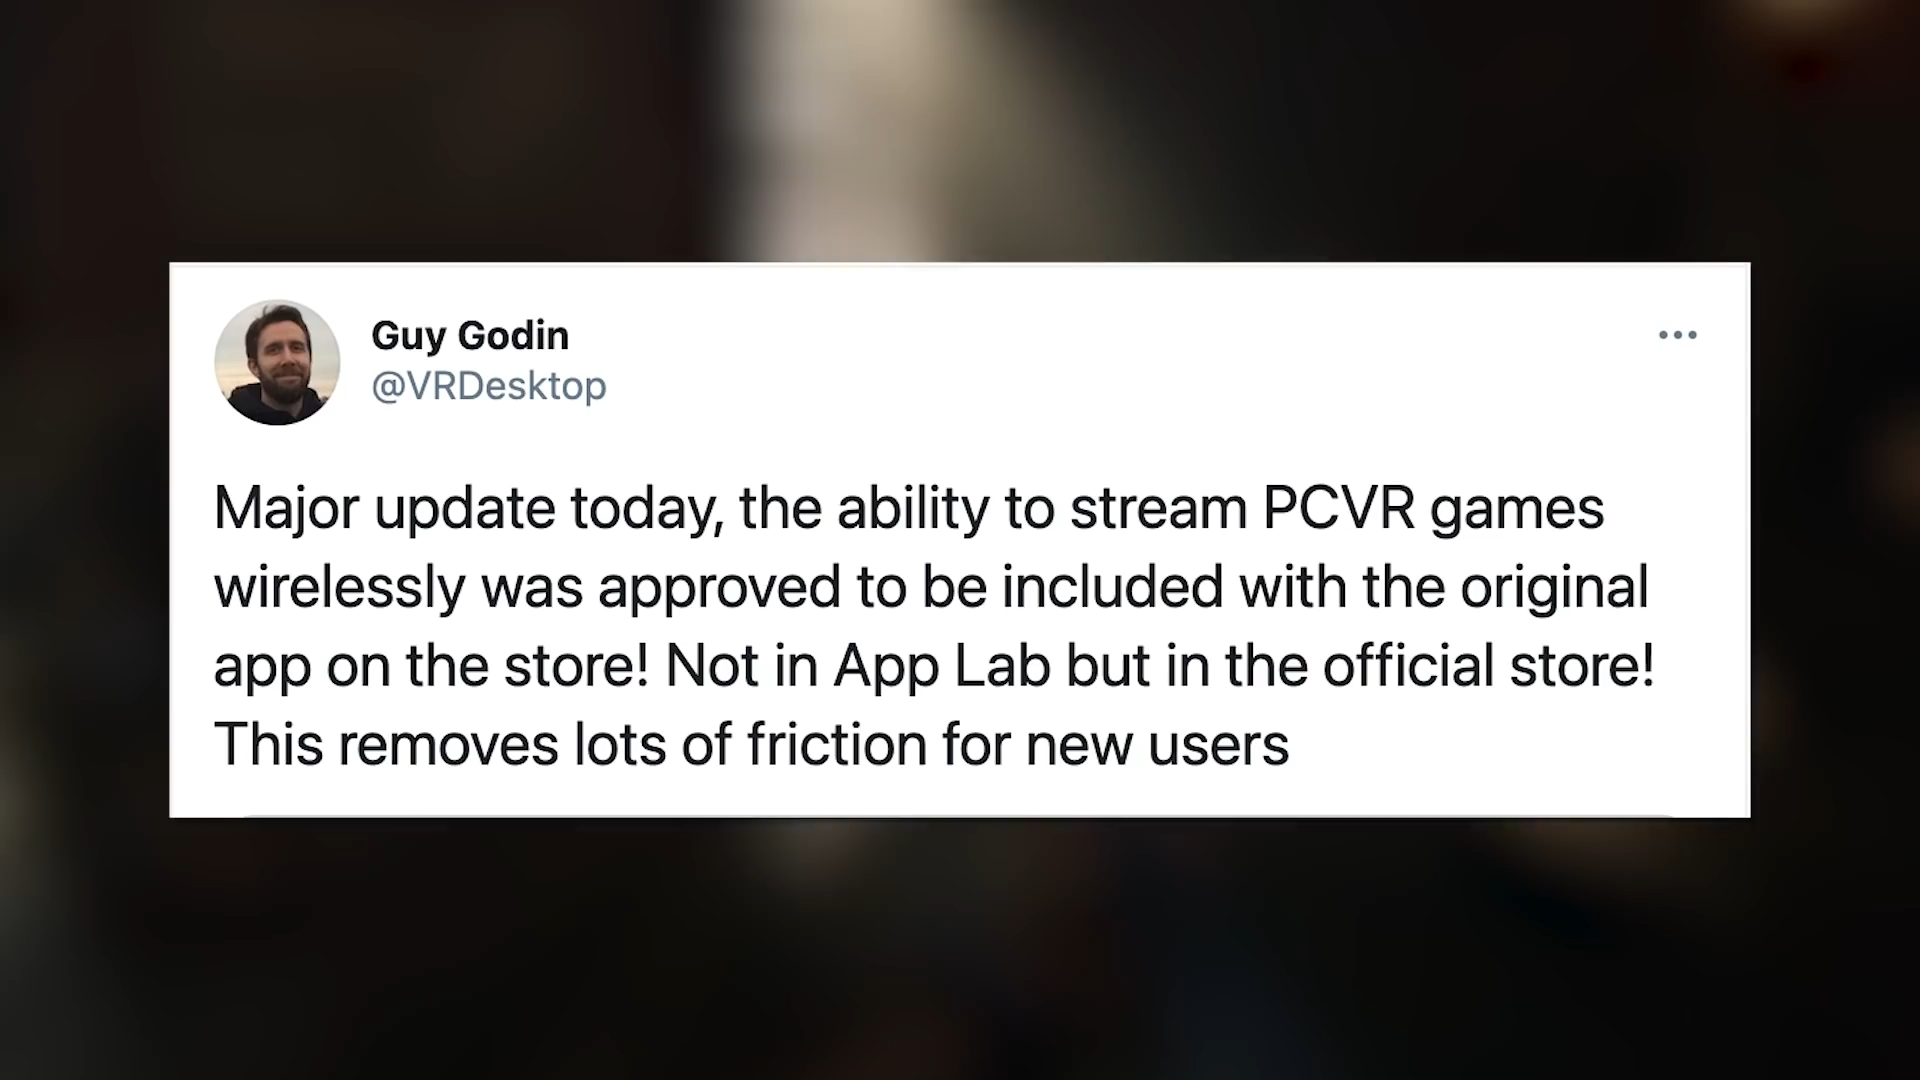 Guy Godin
@VRDesktop
Major update today, the ability to stream PCVR games
wirelessly was approved to be included with the original
app on the store! Not in App Lab but in the official store!
This removes lots of friction for new users